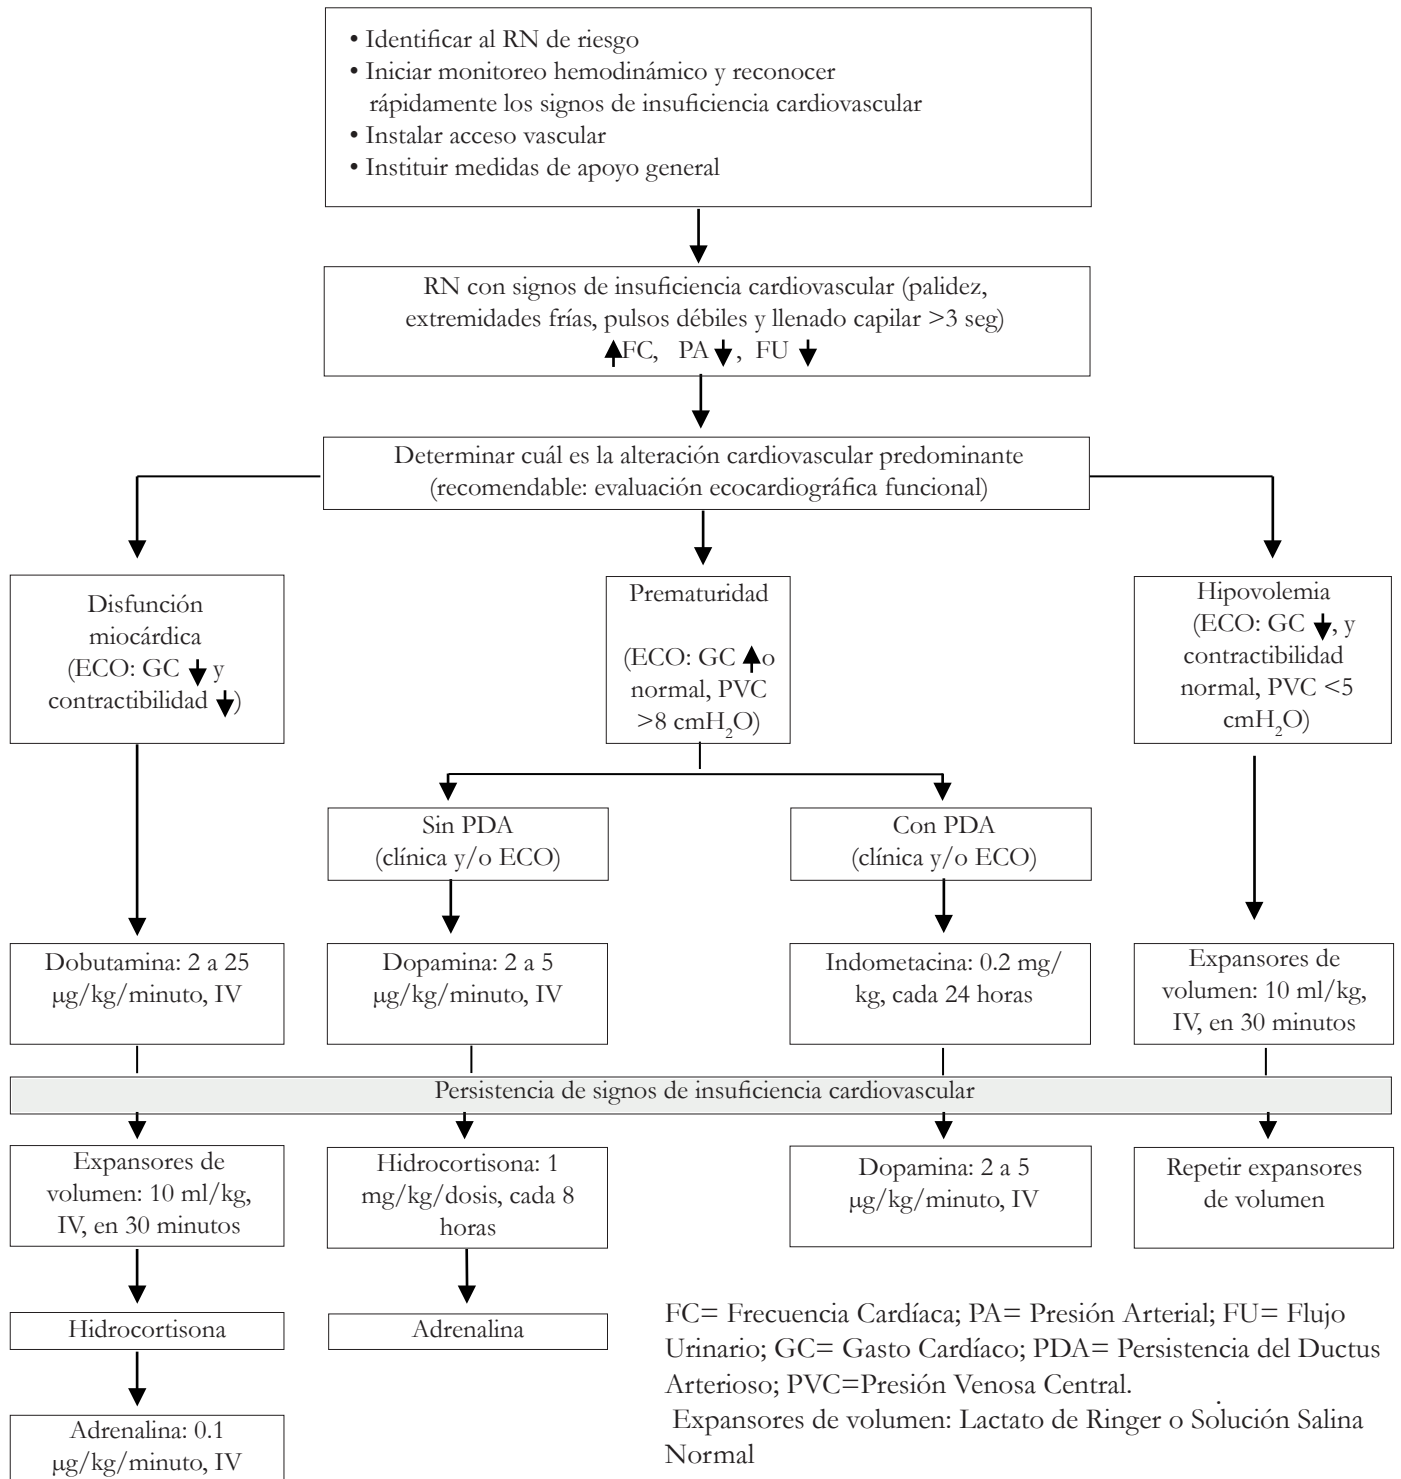 • Identificar al RN de riesgo
• Iniciar monitoreo hemodinámico y reconocer
rápidamente los signos de insuficiencia cardiovascular
• Instalar acceso vascular
• Instituir medidas de apoyo general
RN con signos de insuficiencia cardiovascular (palidez,
extremidades frías, pulsos débiles y llenado capilar >3 seg)
↑FC, PA ↓, FU ↓
Determinar cuál es la alteración cardiovascular predominante
(recomendable: evaluación ecocardiográfica funcional)
Disfunción
miocárdica
(ECO: GC ↓ y
contractibilidad ↓)
Prematuridad
(ECO: GC ↑o
normal, PVC
>8 cmH₂O)
Hipovolemia
(ECO: GC ↓, y
contractibilidad
normal, PVC <5
cmH₂O)
Sin PDA
(clínica y/o ECO)
Con PDA
(clínica y/o ECO)
Dobutamina: 2 a 25
µg/kg/minuto, IV
Dopamina: 2 a 5
µg/kg/minuto, IV
Indometacina: 0.2 mg/
kg, cada 24 horas
Expansores de
volumen: 10 ml/kg,
IV, en 30 minutos
Persistencia de signos de insuficiencia cardiovascular
Expansores de
volumen: 10 ml/kg,
IV, en 30 minutos
Hidrocortisona: 1
mg/kg/dosis, cada 8
horas
Dopamina: 2 a 5
µg/kg/minuto, IV
Repetir expansores
de volumen
Hidrocortisona
Adrenalina
Adrenalina: 0.1
µg/kg/minuto, IV
FC= Frecuencia Cardíaca; PA= Presión Arterial; FU= Flujo
Urinario; GC= Gasto Cardíaco; PDA= Persistencia del Ductus
Arterioso; PVC=Presión Venosa Central.
Expansores de volumen: Lactato de Ringer o Solución Salina
Normal